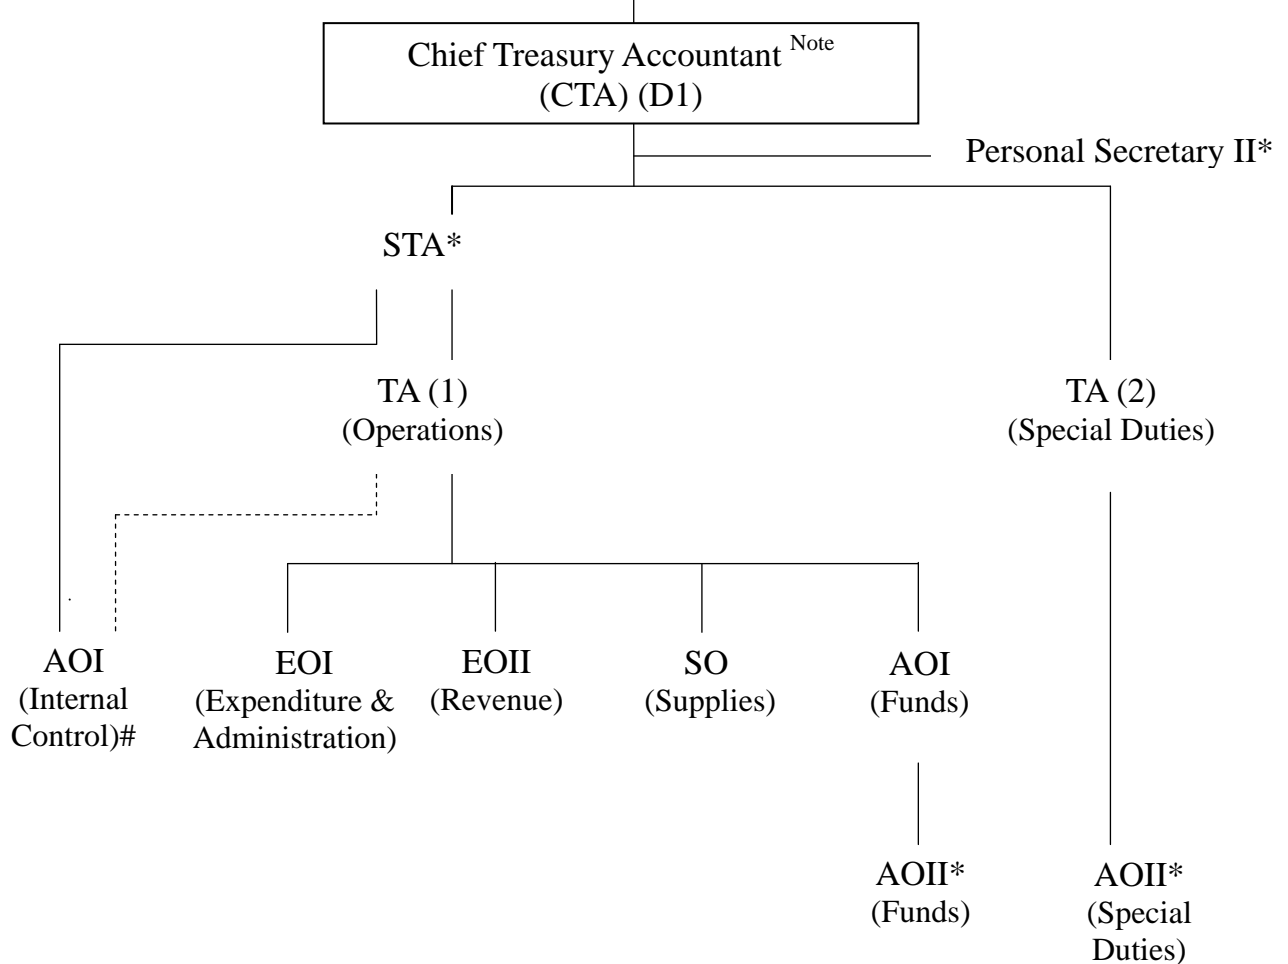 Chief Treasury Accountant Note
(CTA) (D1)
Personal Secretary II*
STA*
TA (1)
(Operations)
TA (2)
(Special Duties)
AOI
(Internal
Control)#
EOI
(Expenditure &
Administration)
EOII
(Revenue)
SO
(Supplies)
AOI
(Funds)
AOII*
(Funds)
AOII*
(Special
Duties)